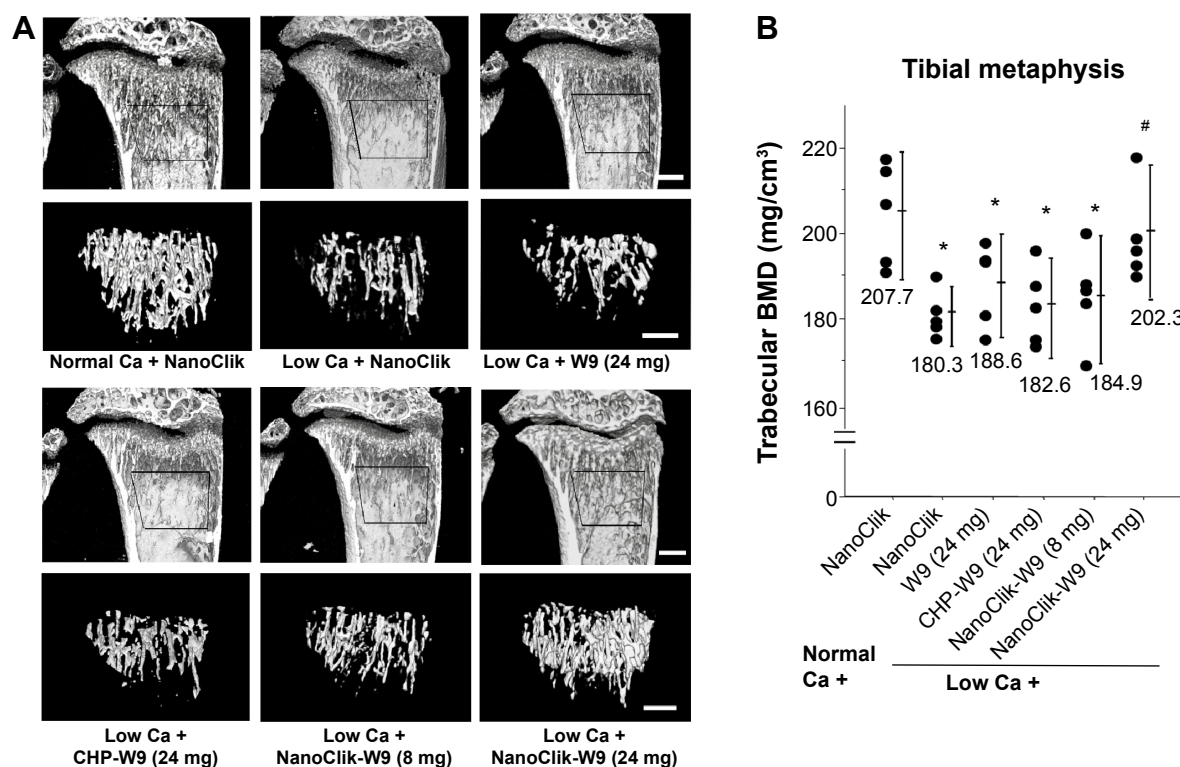 A
Normal Ca + NanoClik
Low Ca + NanoClik
Low Ca + W9 (24 mg)
Low Ca +
CHP-W9 (24 mg)
Low Ca +
NanoClik-W9 (8 mg)
Low Ca +
NanoClik-W9 (24 mg)
B
Tibial metaphysis
Trabecular BMD (mg/cm³)
220
200
180
160
0
207.7
*
180.3
*
188.6
*
182.6
*
184.9
#
202.3
NanoClik
NanoClik
W9 (24 mg)
CHP-W9 (24 mg)
NanoClik-W9 (8 mg)
NanoClik-W9 (24 mg)
Normal
Ca +
Low Ca +